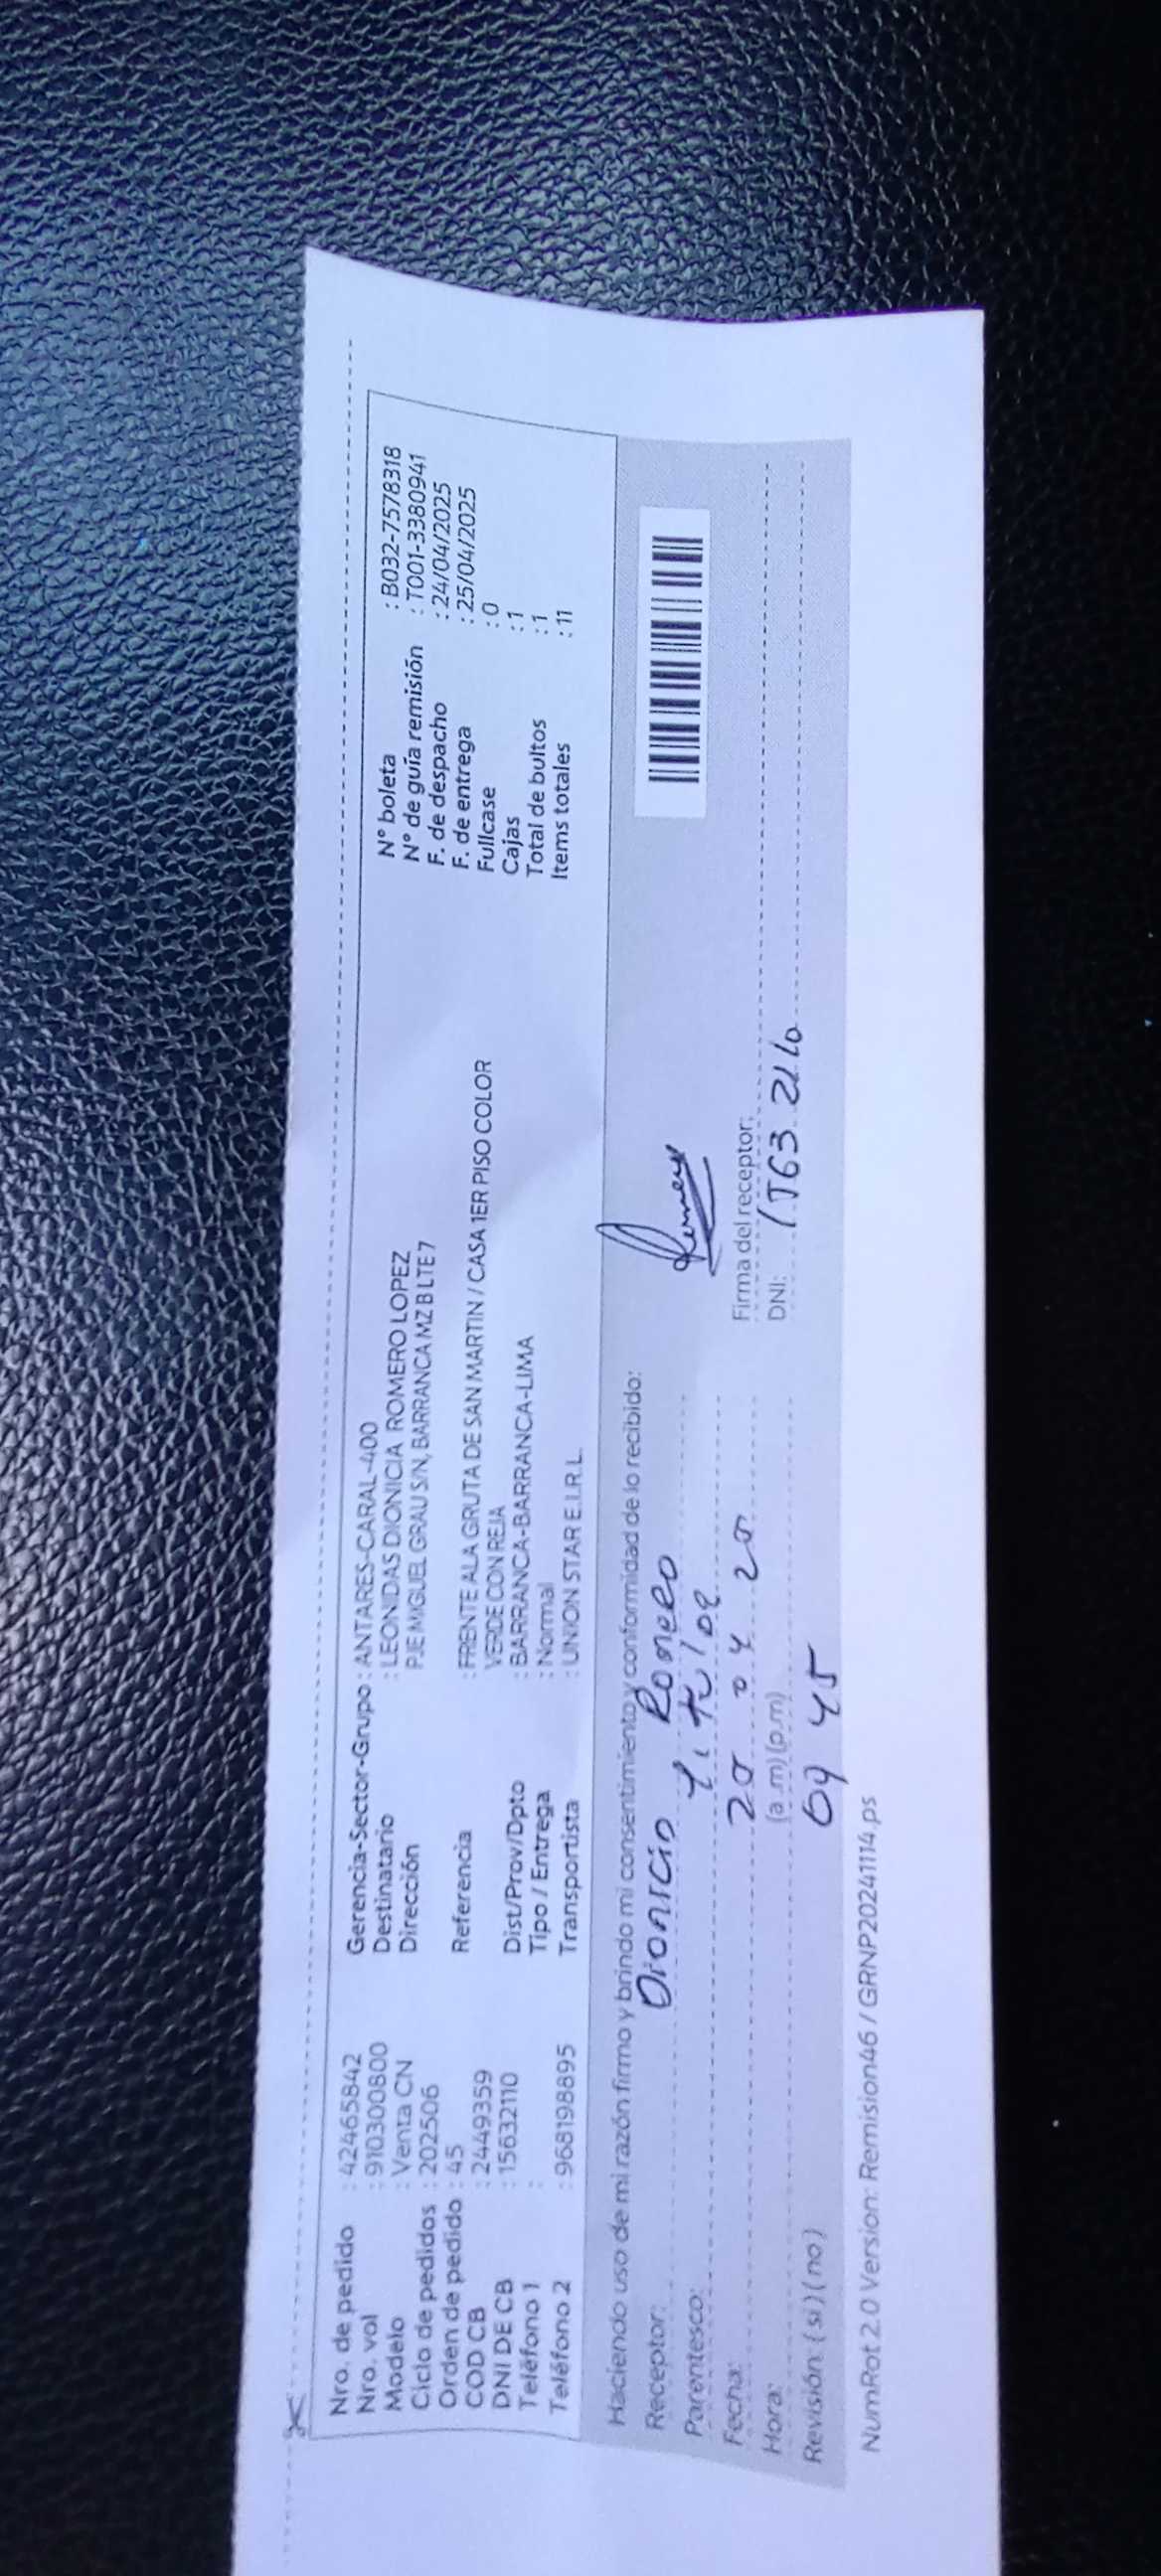 Nro. de pedido : 42465842
Nro. vol : 910300800
Modelo : Venta CN
Ciclo de pedidos : 202506
Orden de pedido : 45
COD CB : 2449359
DNI DE CB : 15632110
Teléfono 1 :
Teléfono 2 : 968198895
Gerencia-Sector-Grupo : ANTARES-CARAL-400
Destinatario : LEONIDAS DIONICIA ROMERO LOPEZ
Dirección PJE MIGUEL GRAU S/N, BARRANCA MZ B LTE 7
Referencia : FRENTE A LA GRUTA DE SAN MARTIN / CASA 1ER PISO COLOR
VERDE CON REJA
Dist/Prov/Dpto : BARRANCA-BARRANCA-BARRANCA-LIMA
Tipo / Entrega : Normal
Transportista : UNION STAR E.I.R.L.
N° boleta : B032-7578318
N° de guía remisión : T001-3380941
F. de despacho : 24/04/2025
F. de entrega : 25/04/2025
Fullcase : 0
Cajas : 1
Total de bultos : 1
Items totales : 11
Haciendo uso de mi razón firmo y brindo mi consentimiento y conformidad de lo recibido:
Receptor: Dionicio Romero
Parentesco: Titular
Fecha: 25 04 25
Hora: (a.m) (p.m)
09 45
Revisión: ( si ) ( no )
Firma del receptor:
DNI:
NumRot 2.0 Version: Remision46 / GRNP20241114.ps